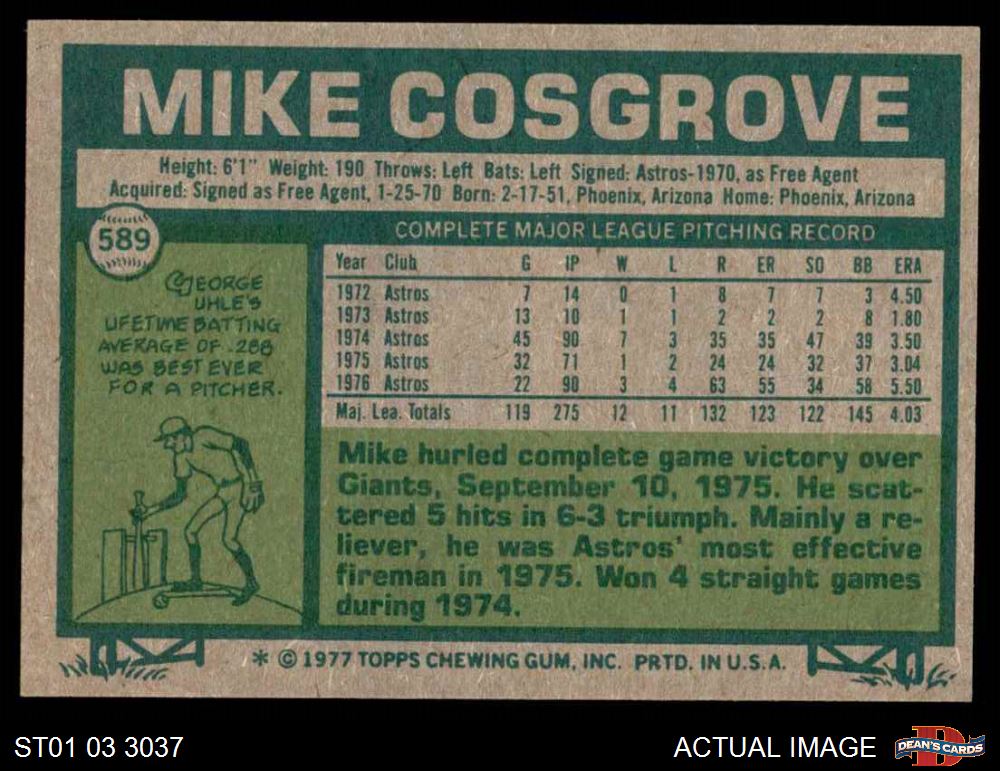 MIKE COSGROVE
Height: 6'1" Weight: 190 Throws: Left Bats: Left Signed: Astros-1970, as Free Agent
Acquired: Signed as Free Agent, 1-25-70 Born: 2-17-51, Phoenix, Arizona Home: Phoenix, Arizona
589
GEORGE
UHLE'S
LIFETIME BATTING
AVERAGE OF .288
WAS BEST EVER
FOR A PITCHER.
COMPLETE MAJOR LEAGUE PITCHING RECORD
Year Club G IP W L R ER SO BB ERA
1972 Astros 7 14 0 1 8 7 7 3 4.50
1973 Astros 13 10 1 1 2 2 2 8 1.80
1974 Astros 45 90 7 3 35 35 47 39 3.50
1975 Astros 32 71 1 2 24 24 32 37 3.04
1976 Astros 22 90 3 4 63 55 34 58 5.50
Maj. Lea. Totals 119 275 12 11 132 123 122 145 4.03
Mike hurled complete game victory over
Giants, September 10, 1975. He scat-
tered 5 hits in 6-3 triumph. Mainly a re-
liever, he was Astros' most effective
fireman in 1975. Won 4 straight games
during 1974.
* © 1977 TOPPS CHEWING GUM, INC. PRTD. IN U.S.A.
ST01 03 3037
ACTUAL IMAGE
D
DEAN'S CARDS